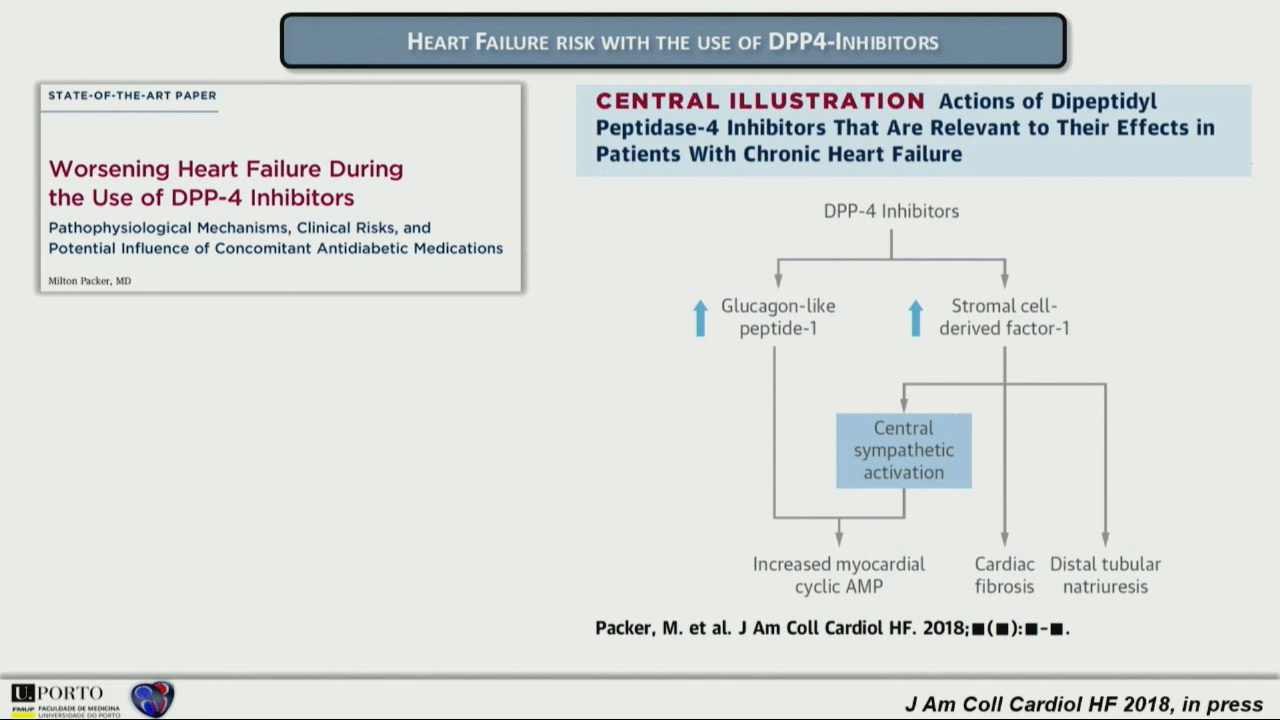 HEART FAILURE RISK WITH THE USE OF DPP4-INHIBITORS
STATE-OF-THE-ART PAPER
Worsening Heart Failure During
the Use of DPP-4 Inhibitors
Pathophysiological Mechanisms, Clinical Risks, and
Potential Influence of Concomitant Antidiabetic Medications
Milton Packer, MD
CENTRAL ILLUSTRATION Actions of Dipeptidyl
Peptidase-4 Inhibitors That Are Relevant to Their Effects in
Patients With Chronic Heart Failure
DPP-4 Inhibitors
Glucagon-like
peptide-1
Stromal cell-
derived factor-1
Central
sympathetic
activation
Increased myocardial
cyclic AMP
Cardiac
fibrosis
Distal tubular
natriuresis
Packer, M. et al. J Am Coll Cardiol HF. 2018;■(■):■-■.
U. PORTO
FMUP FACULDADE DE MEDICINA
UNIVERSIDADE DO PORTO
J Am Coll Cardiol HF 2018, in press